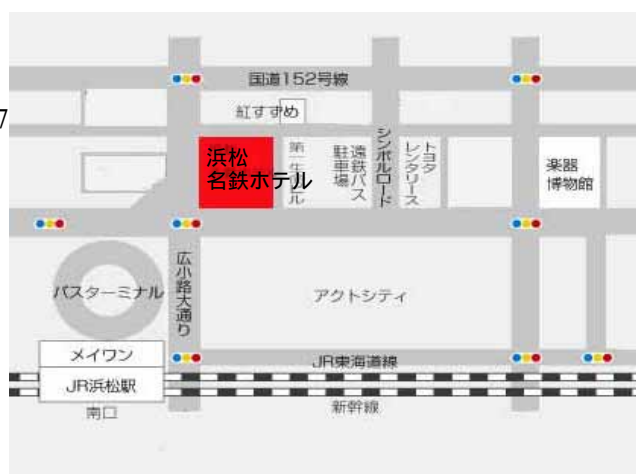 国道152号線
7
紅すずめ
浜松
名鉄ホテル
第一生
ル
遠鉄バス
駐車場
シンボルロード
トヨタ
レンタリース
楽器
博物館
バスターミナル
広小路大通り
アクトシティ
メイワン
JR東海道線
JR浜松駅
南口
新幹線